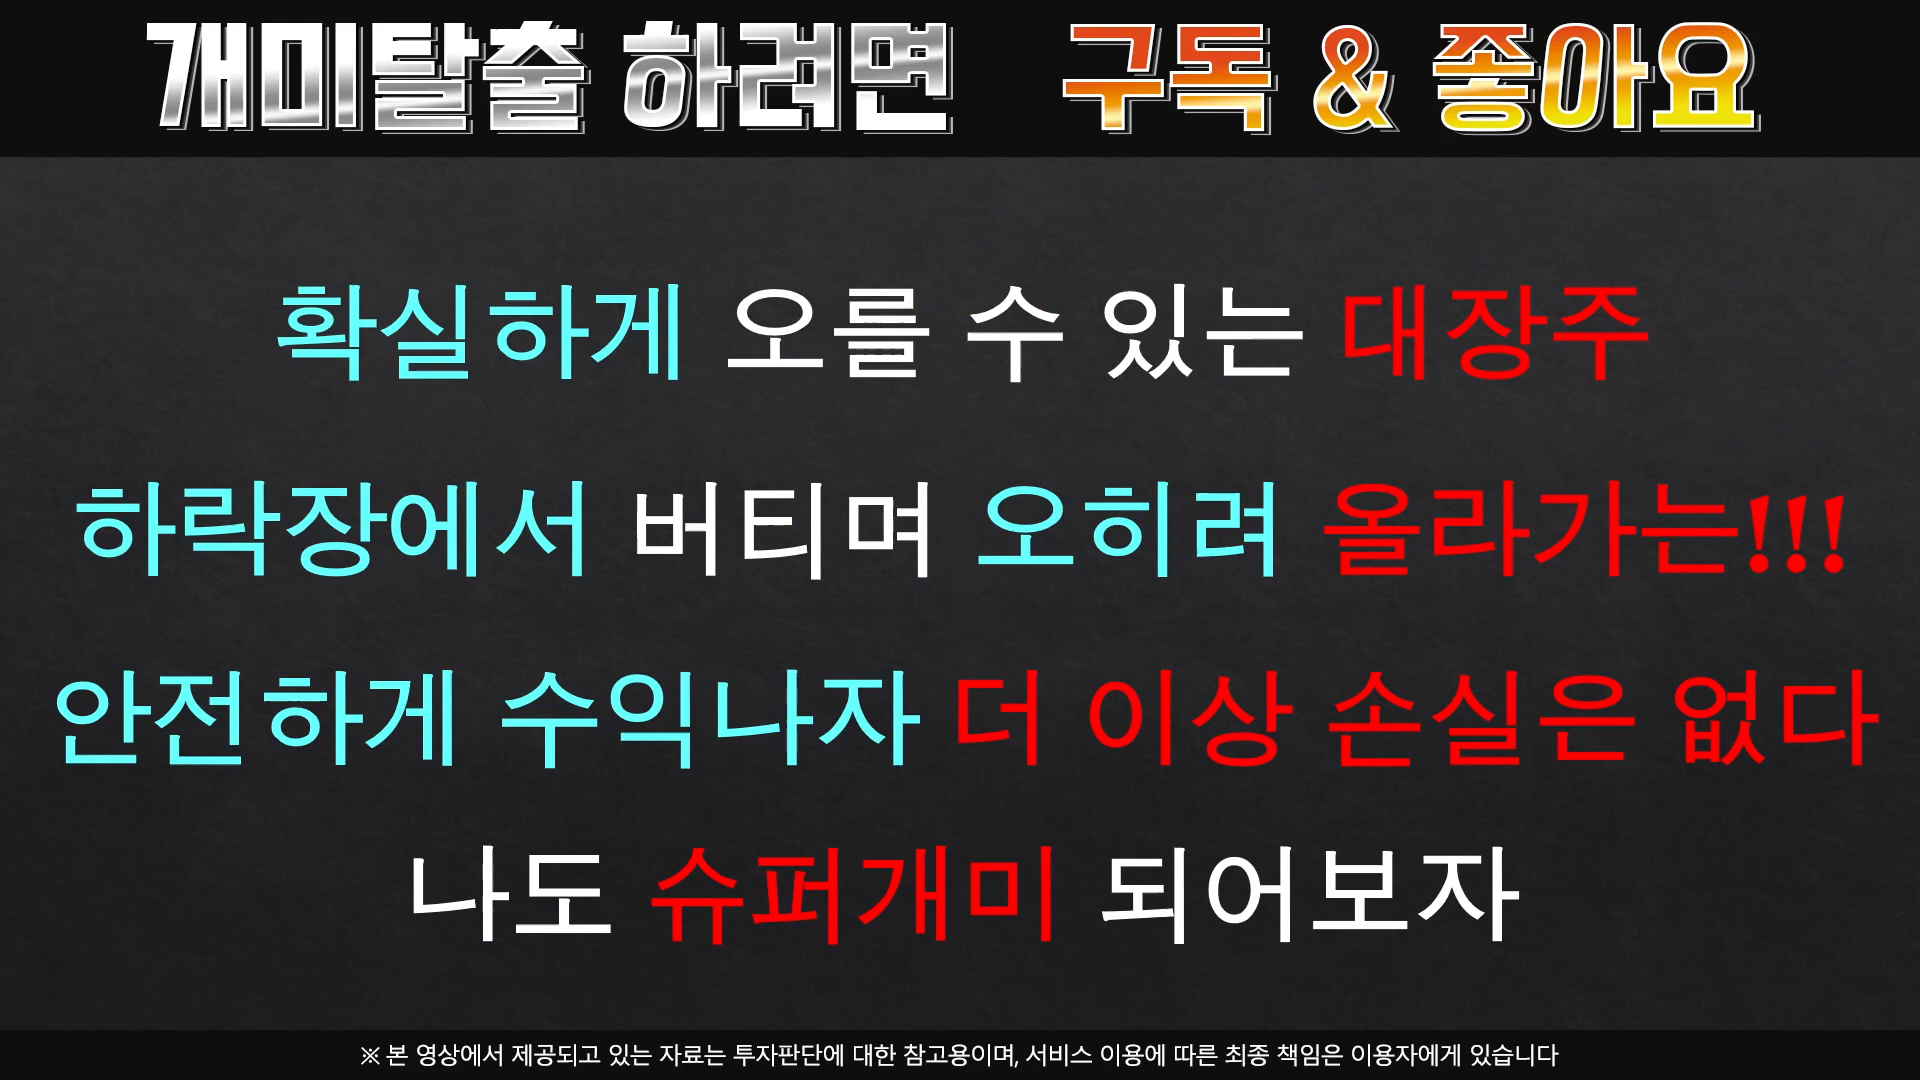 개미탈출 하려면 구독 & 좋아요
확실하게 오를 수 있는 대장주
하락장에서 버티며 오히려 올라가는!!!
안전하게 수익나자 더 이상 손실은 없다
나도 슈퍼개미 되어보자
※ 본 영상에서 제공되고 있는 자료는 투자판단에 대한 참고용이며, 서비스 이용에 따른 최종 책임은 이용자에게 있습니다